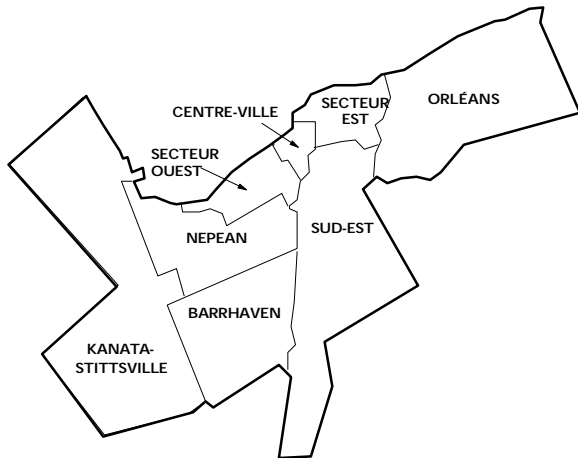 ORLÉANS
SECTEUR
EST
CENTRE-VILLE
SECTEUR
OUEST
NEPEAN
SUD-EST
BARRHAVEN
KANATA-
STITTSVILLE